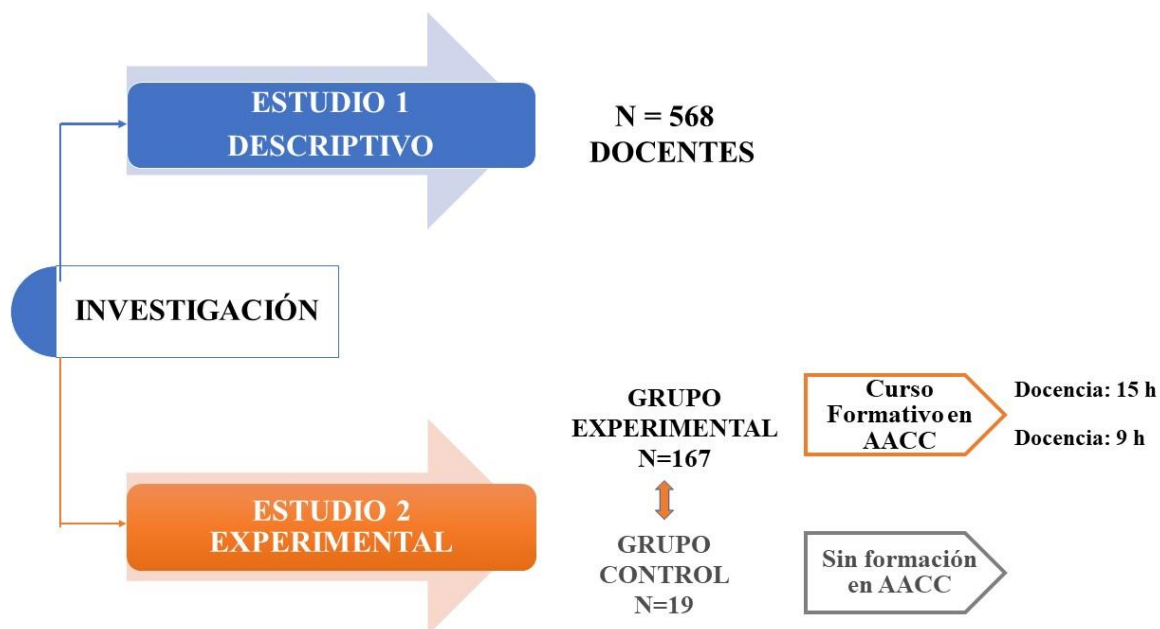 ESTUDIO 1
DESCRIPTIVO
N = 568
DOCENTES
INVESTIGACIÓN
ESTUDIO 2
EXPERIMENTAL
GRUPO
EXPERIMENTAL
N=167
Curso
Formativo en
AACC
Docencia: 15 h
Docencia: 9 h
GRUPO
CONTROL
N=19
Sin formación
en AACC